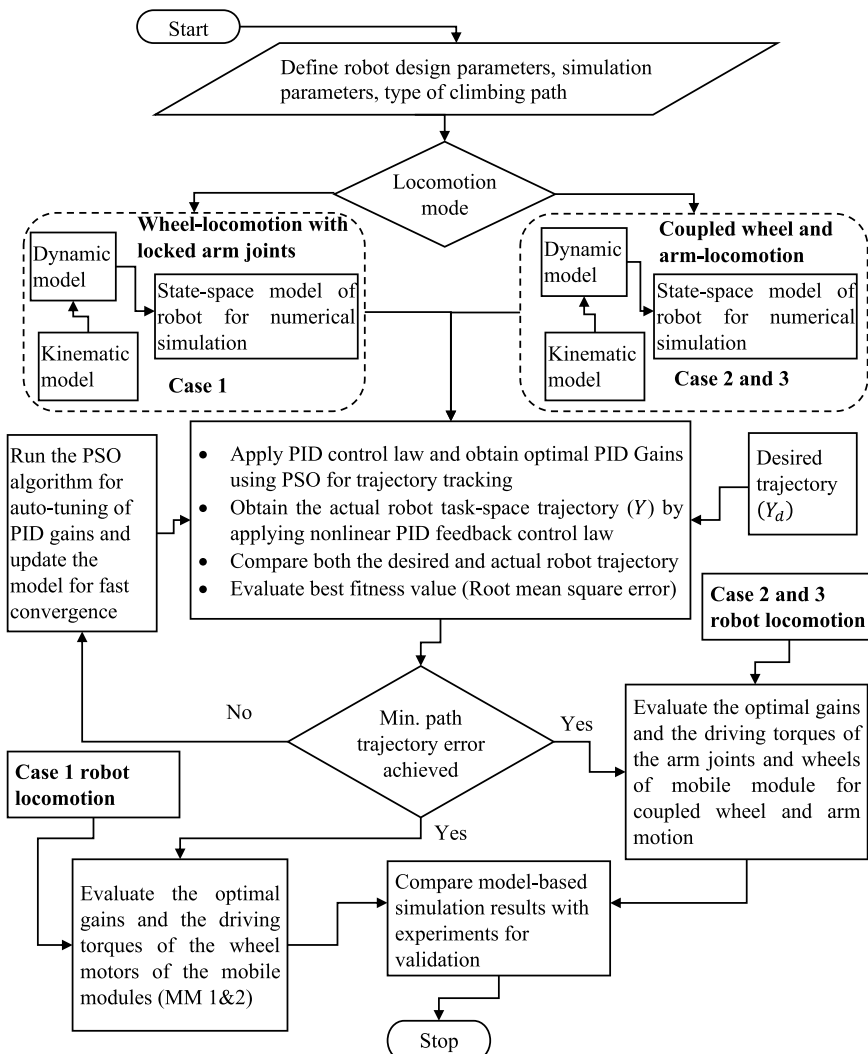 Start
Define robot design parameters, simulation
parameters, type of climbing path
Locomotion
mode
Wheel-locomotion with
locked arm joints
Dynamic
model
State-space model of
robot for numerical
simulation
Kinematic
model
Case 1
Coupled wheel and
arm-locomotion
Dynamic
model
State-space model of
robot for numerical
simulation
Kinematic
model
Case 2 and 3
Run the PSO
algorithm for
auto-tuning of
PID gains and
update the
model for fast
convergence
• Apply PID control law and obtain optimal PID Gains
using PSO for trajectory tracking
• Obtain the actual robot task-space trajectory (Y) by
applying nonlinear PID feedback control law
• Compare both the desired and actual robot trajectory
• Evaluate best fitness value (Root mean square error)
Desired
trajectory
(Y_d)
Case 2 and 3
robot locomotion
No
Min. path
trajectory error
achieved
Yes
Evaluate the optimal gains
and the driving torques of
the arm joints and wheels
of mobile module for
coupled wheel and arm
motion
Case 1 robot
locomotion
Yes
Evaluate the optimal
gains and the driving
torques of the wheel
motors of the mobile
modules (MM 1&2)
Compare model-based
simulation results with
experiments for
validation
Stop